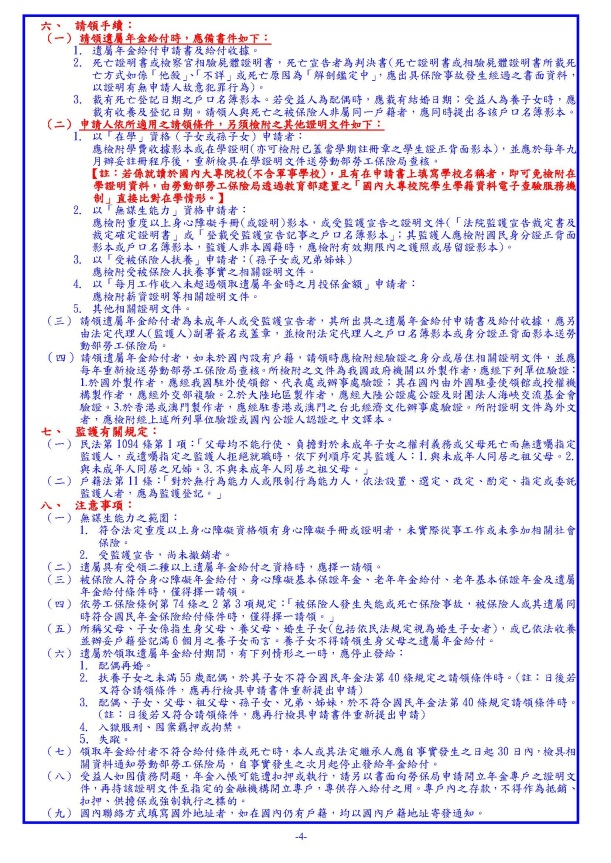 六、 請領手續：
（一）請領遺屬年金給付時，應備書件如下：
1. 遺屬年金給付申請書及給付收據。
2. 死亡證明書或檢察官相驗屍體證明書，死亡宣告者為判決書(死亡證明書或相驗屍體證明書所載死
亡方式如係「他殺」、「不詳」或死亡原因為「解剖鑑定中」，應出具保險事故發生經過之書面資料，
以證明有無申請人故意犯罪行為)。
3. 載有死亡登記日期之戶口名簿影本。若受益人為配偶時，應載有結婚日期；受益人為養子女時，應
載有收養及登記日期。請領人與死亡之被保險人非屬同一戶籍者，應同時提出各該戶口名簿影本。
（二）申請人依所適用之請領條件，另須檢附之其他證明文件如下：
1. 以「在學」資格（子女或孫子女）申請者：
應檢附學費收據影本或在學證明(亦可檢附已蓋當學期註冊章之學生證正背面影本)，並應於每年九
月辦妥註冊程序後，重新檢具在學證明文件送勞動部勞工保險局查核。
【註：若係就讀於國內大專院校(不含軍事學校)，且有在申請書上填寫學校名稱者，即可免檢附在
學證明資料，由勞動部勞工保險局透過教育部建置之「國內大專校院學生學籍資料電子查驗服務機
制」直接比對在學情形。】
2. 以「無謀生能力」資格申請者：
應檢附重度以上身心障礙手冊(或證明)影本，或受監護宣告之證明文件(「法院監護宣告裁定書及
裁定確定證明書」或「登載受監護宣告記事之戶口名簿影本」；其監護人應檢附國民身分證正背面
影本或戶口名簿影本，監護人非本國籍時，應檢附有效期限內之護照或居留證影本)。
3. 以「受被保險人扶養」申請者：(孫子女或兄弟姊妹)
應檢附受被保險人扶養事實之相關證明文件。
4. 以「每月工作收入未超過領取遺屬年金時之月投保金額」申請者：
應檢附薪資證明等相關證明文件。
5. 其他相關證明文件。
（三）請領遺屬年金給付者為未成年人或受監護宣告者，其所出具之遺屬年金給付申請書及給付收據，應另
由法定代理人(監護人)副署簽名或蓋章，並檢附法定代理人之戶口名簿影本或身分證正背面影本送勞
動部勞工保險局。
（四）請領遺屬年金給付者，如未於國內設有戶籍，請領時應檢附經驗證之身分或居住相關證明文件，並應
每年重新檢送勞動部勞工保險局查核。所檢附之文件為我國政府機關以外製作者，應經下列單位驗證：
1.於國外製作者，應經我國駐外使領館、代表處或辦事處驗證；其在國內由外國駐臺使領館或授權機
構製作者，應經外交部複驗。2.於大陸地區製作者，應經大陸公證處公證及財團法人海峽交流基金會
驗證。3.於香港或澳門製作者，應經駐香港或澳門之台北經濟文化辦事處驗證。所附證明文件為外文
者，應檢附經上述所列單位驗證或國內公證人認證之中文譯本。
七、 監護有關規定：
（一）民法第1094條第1項：「父母均不能行使、負擔對於未成年子女之權利義務或父母死亡而無遺囑指定
監護人，或遺囑指定之監護人拒絕就職時，依下列順序定其監護人：1.與未成年人同居之祖父母。2.
與未成年人同居之兄姊。3.不與未成年人同居之祖父母。」
（二）戶籍法第11條：「對於無行為能力人或限制行為能力人，依法設置、選定、改定、酌定、指定或委託
監護人者，應為監護登記。」
八、 注意事項：
（一）無謀生能力之範圍：
1. 符合法定重度以上身心障礙資格領有身心障礙手冊或證明者，未實際從事工作或未參加相關社會
保險。
2. 受監護宣告，尚未撤銷者。
（二）遺屬具有受領二種以上遺屬年金給付之資格時，應擇一請領。
（三）被保險人符合身心障礙年金給付、身心障礙基本保證年金、老年年金給付、老年基本保證年金及遺屬
年金給付條件時，僅得擇一請領。
（四）依勞工保險條例第74條之2第3項規定：「被保險人發生失能或死亡保險事故，被保險人或其遺屬同
時符合國民年金保險給付條件時，僅得擇一請領。」
（五）所稱父母、子女係指生身父母、養父母、婚生子女(包括依民法規定視為婚生子女者)，或已依法收養
並辦妥戶籍登記滿6個月之養子女而言。養子女不得請領生身父母之遺屬年金給付。
（六）遺屬於領取遺屬年金給付期間，有下列情形之一時，應停止發給：
1. 配偶再婚。
2. 扶養子女之未滿55歲配偶，於其子女不符合國民年金法第40條規定之請領條件時。(註：日後若
又符合請領條件，應再行檢具申請書件重新提出申請)
3. 配偶、子女、父母、祖父母、孫子女、兄弟、姊妹，於不符合國民年金法第40條規定請領條件時。
(註：日後若又符合請領條件，應再行檢具申請書件重新提出申請)
4. 入獄服刑、因案羈押或拘禁。
5. 失蹤。
（七）領取年金給付者不符合給付條件或死亡時，本人或其法定繼承人應自事實發生之日起30日內，檢具相
關資料通知勞動部勞工保險局，自事實發生之次月起停止發給年金給付。
（八）受益人如因債務問題，年金入帳可能遭扣押或執行，請另以書面向勞保局申請開立年金專戶之證明文
件，再持該證明文件至指定的金融機構開立專戶，專供存入給付之用。專戶內之存款，不得作為抵銷、
扣押、供擔保或強制執行之標的。
（九）國內聯絡方式填寫國外地址者，如在國內仍有戶籍，均以國內戶籍地址寄發通知。
-4-